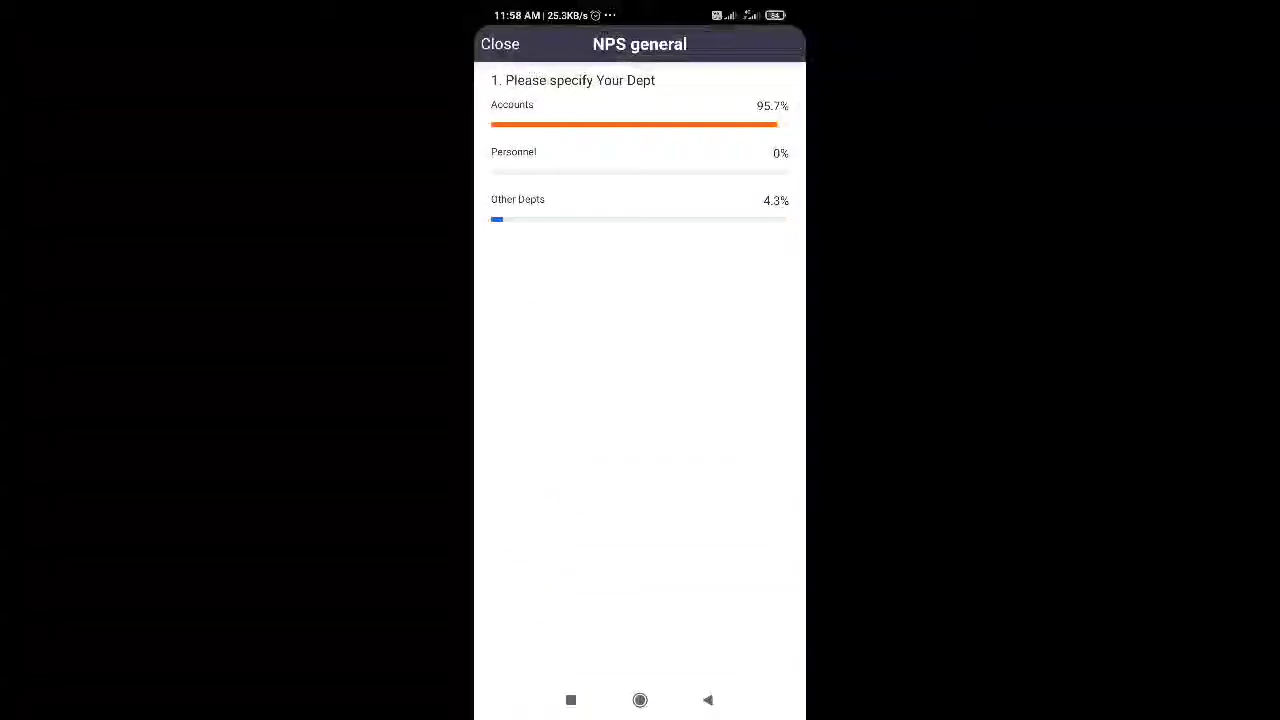 11:58 AM | 25.3KB/s ... 84
Close NPS general
1. Please specify Your Dept
Accounts 95.7%
Personnel 0%
Other Depts 4.3%